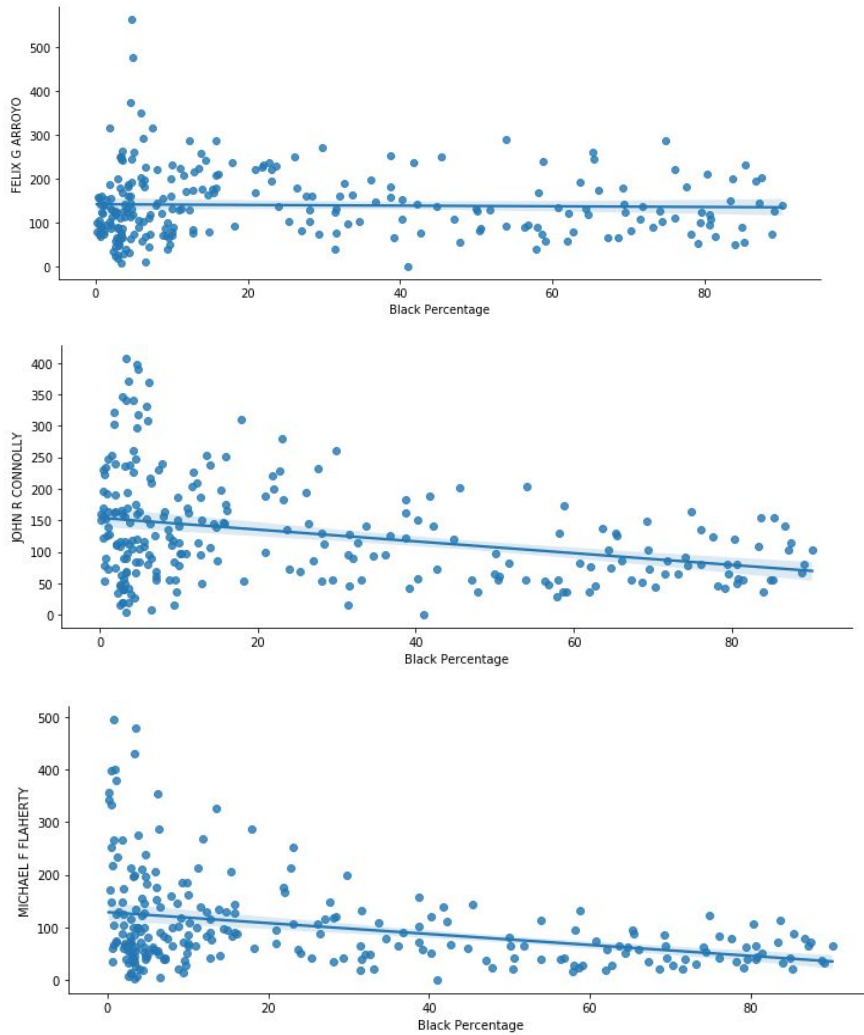 FELIX G ARROYO
500
400
300
200
100
0
0 20 40 60 80
Black Percentage
JOHN R CONNOLLY
400
350
300
250
200
150
100
50
0
0 20 40 60 80
Black Percentage
MICHAEL F FLAHERTY
500
400
300
200
100
0
0 20 40 60 80
Black Percentage